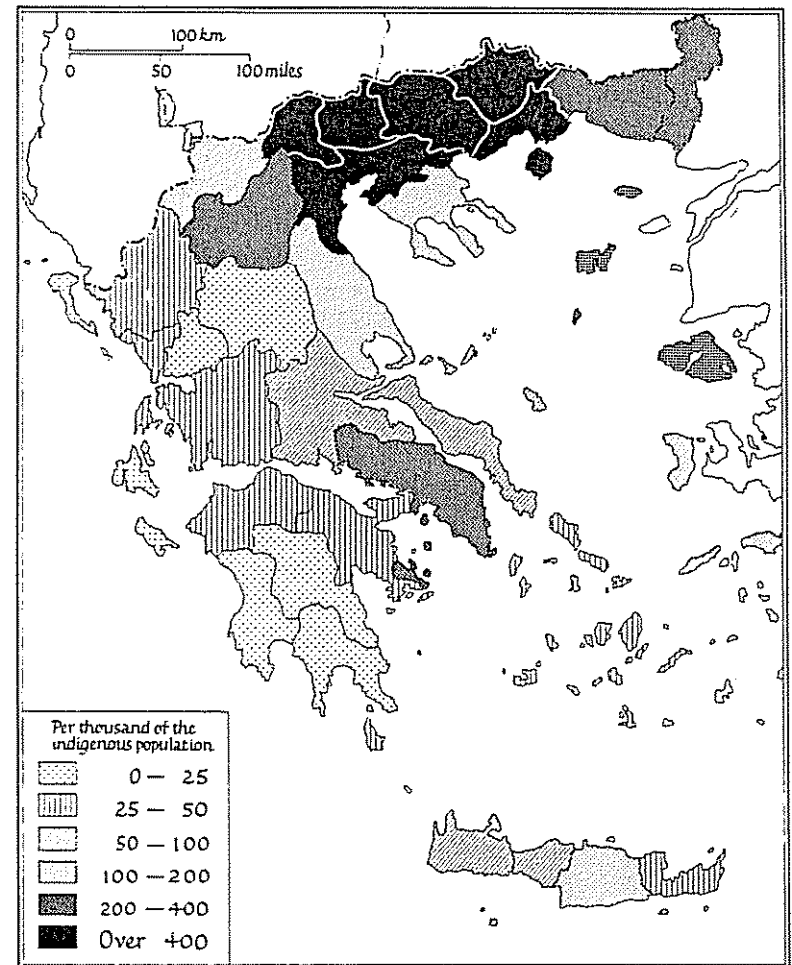 0 100 km
0 50 100 miles
Per thousand of the
indigenous population
0 — 25
25 — 50
50 — 100
100 — 200
200 — 400
Over 400